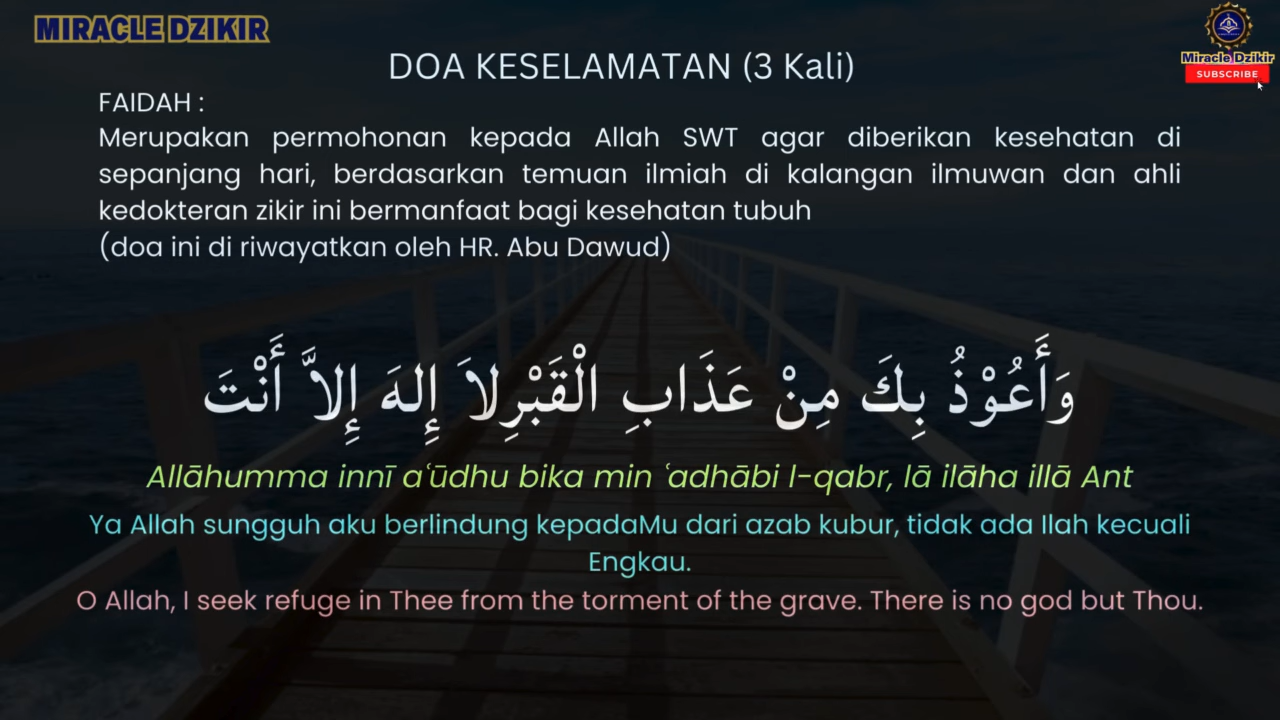 MIRACLE DZIKIR
Miracle Dzikir
SUBSCRIBE
DOA KESELAMATAN (3 Kali)
FAIDAH :
Merupakan permohonan kepada Allah SWT agar diberikan kesehatan di
sepanjang hari, berdasarkan temuan ilmiah di kalangan ilmuwan dan ahli
kedokteran zikir ini bermanfaat bagi kesehatan tubuh
(doa ini di riwayatkan oleh HR. Abu Dawud)
وَأَعُوْذُ بِكَ مِنْ عَذَابِ الْقَبْرِلاَ إِلهَ إِلاَّ أَنْتَ
Allāhumma innī aʿūdhu bika min ʿadhābi l-qabr, lā ilāha illā Ant
Ya Allah sungguh aku berlindung kepadaMu dari azab kubur, tidak ada Ilah kecuali
Engkau.
O Allah, I seek refuge in Thee from the torment of the grave. There is no god but Thou.